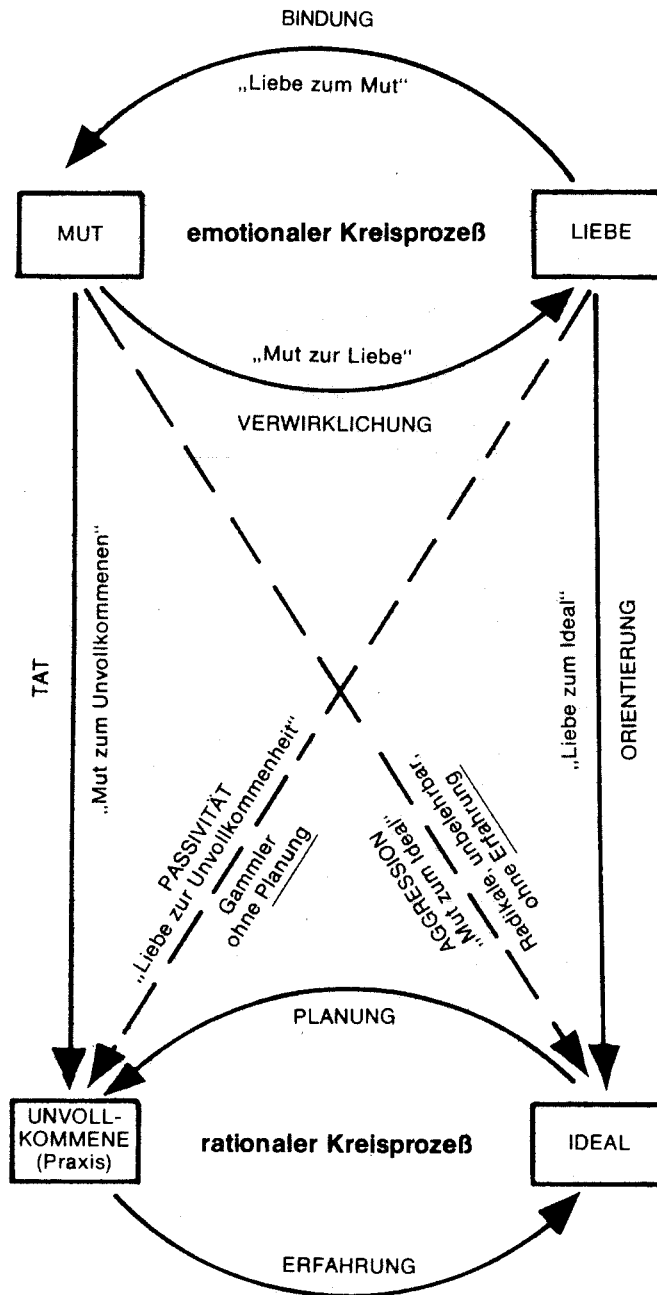 BINDUNG
„Liebe zum Mut“
MUT
emotionaler Kreisprozeß
LIEBE
„Mut zur Liebe“
VERWIRKLICHUNG
TAT
„Mut zum Unvollkommenen“
„Liebe zum Ideal“
ORIENTIERUNG
PASSIVITÄT
„Liebe zur Unvollkommenheit“
Gammler
ohne Planung
Radikale, unbelehrbar,
ohne Erfahrung
„Mut zum Ideal“
AGGRESSION
PLANUNG
UNVOLL-
KOMMENE
(Praxis)
rationaler Kreisprozeß
IDEAL
ERFAHRUNG